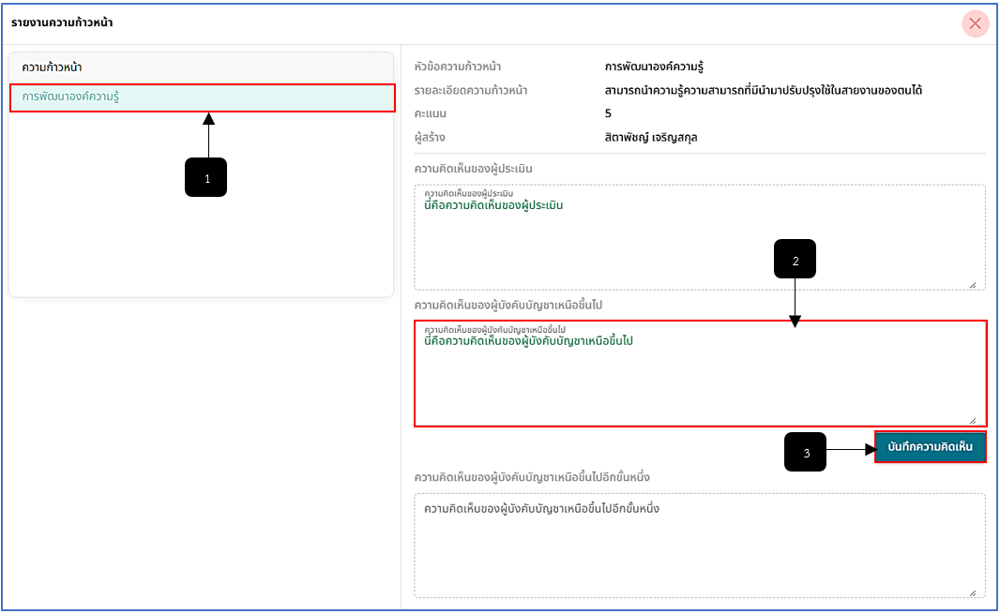 รายงานความก้าวหน้า
ความก้าวหน้า
การพัฒนาองค์ความรู้
1
หัวข้อความก้าวหน้า การพัฒนาองค์ความรู้
รายละเอียดความก้าวหน้า สามารถนำความรู้ความสามารถที่มีนำมาปรับปรุงใช้ในสายงานของตนได้
คะแนน 5
ผู้สร้าง สิตาพัชญ์ เจริญสกุล
ความคิดเห็นของผู้ประเมิน
ความคิดเห็นของผู้ประเมิน
นี่คือความคิดเห็นของผู้ประเมิน
2
ความคิดเห็นของผู้บังคับบัญชาเหนือขึ้นไป
ความคิดเห็นของผู้บังคับบัญชาเหนือขึ้นไป
นี่คือความคิดเห็นของผู้บังคับบัญชาเหนือขึ้นไป
3
บันทึกความคิดเห็น
ความคิดเห็นของผู้บังคับบัญชาเหนือขึ้นไปอีกขั้นหนึ่ง
ความคิดเห็นของผู้บังคับบัญชาเหนือขึ้นไปอีกขั้นหนึ่ง